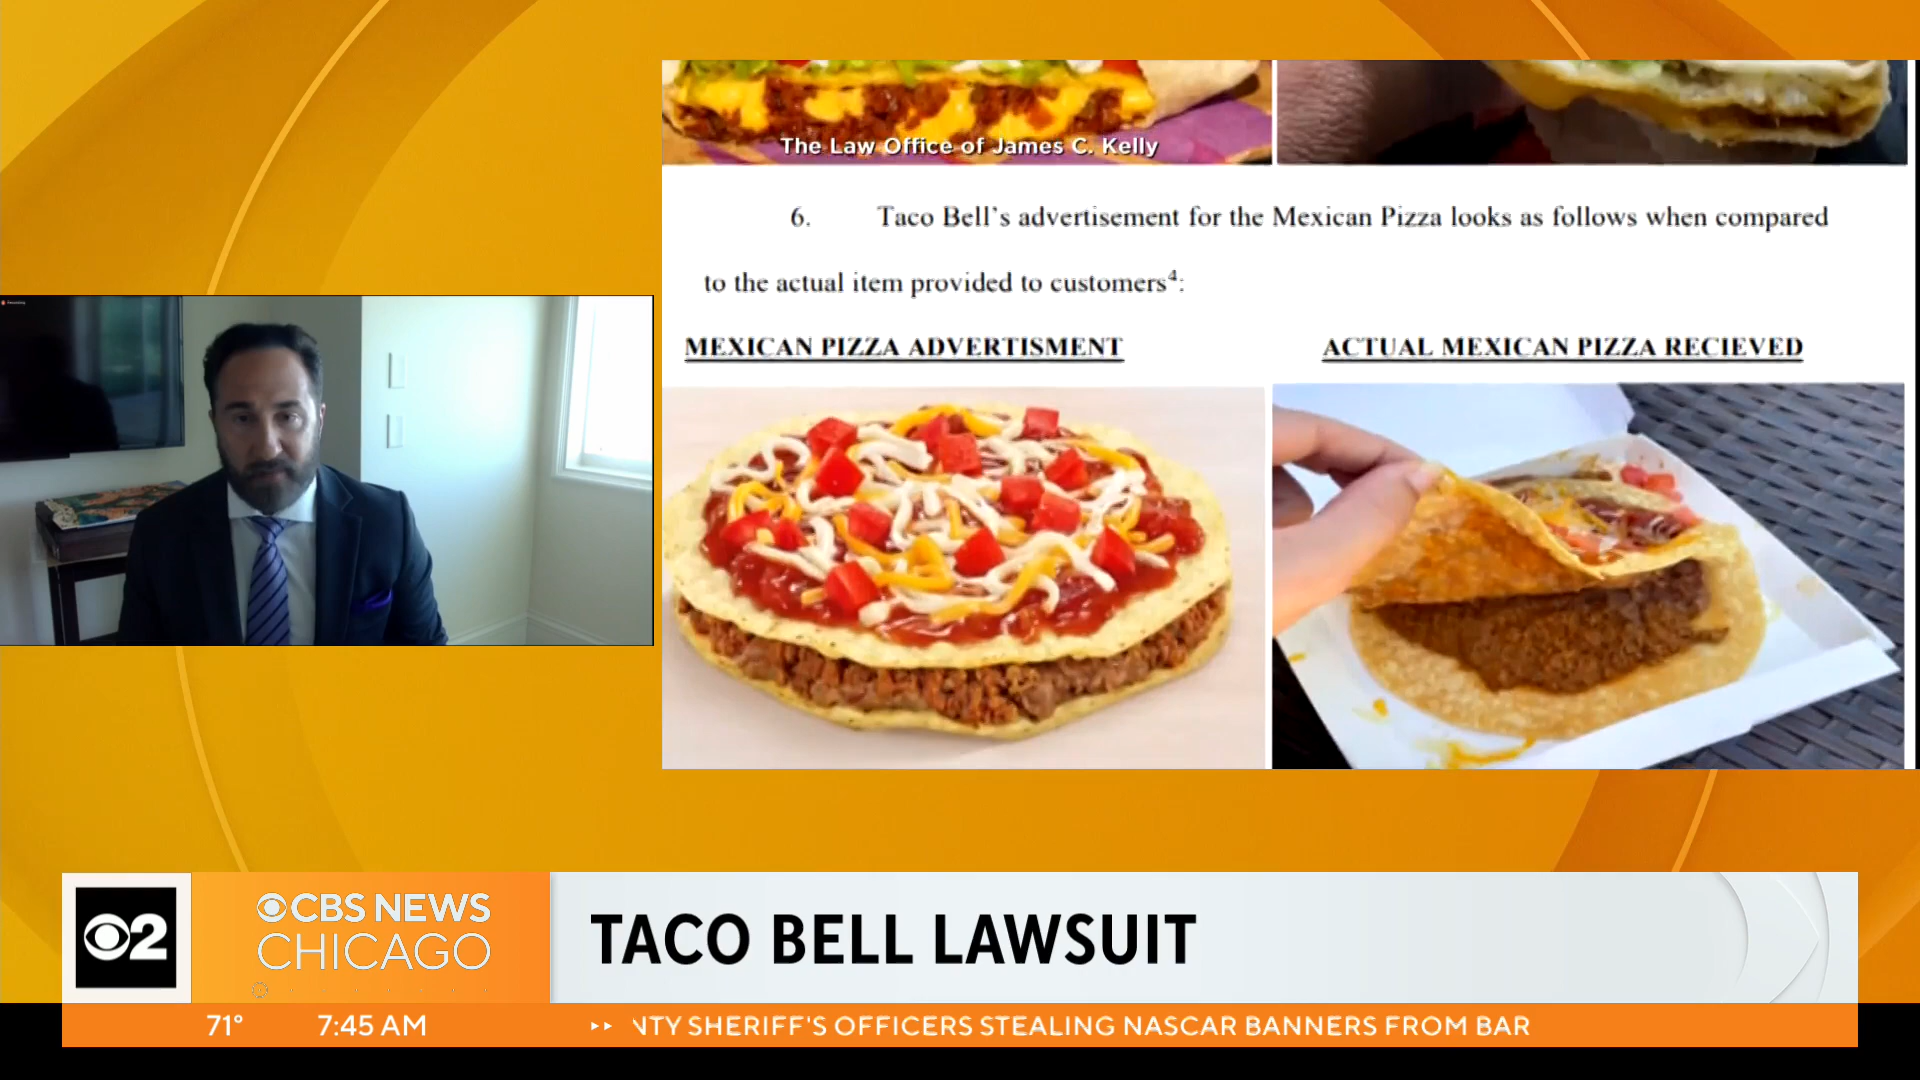 The Law Office of James C. Kelly
6. Taco Bell's advertisement for the Mexican Pizza looks as follows when compared
to the actual item provided to customers⁴:
MEXICAN PIZZA ADVERTISMENT
ACTUAL MEXICAN PIZZA RECIEVED
2
CBS NEWS
CHICAGO
TACO BELL LAWSUIT
71°
7:45 AM
NTY SHERIFF'S OFFICERS STEALING NASCAR BANNERS FROM BAR